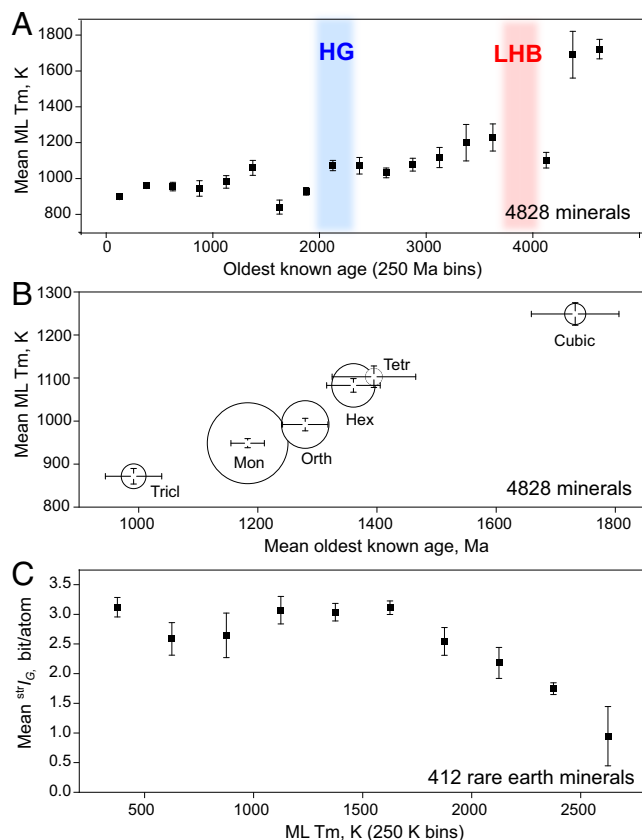 A
HG
LHB
Mean ML Tm, K
1800
1600
1400
1200
1000
800
4828 minerals
0
1000
2000
3000
4000
Oldest known age (250 Ma bins)
B
Mean ML Tm, K
1300
1200
1100
1000
900
800
Cubic
Tetr
Hex
Orth
Mon
Tricl
4828 minerals
1000
1200
1400
1600
1800
Mean oldest known age, Ma
C
Mean strIG, bit/atom
3.5
3.0
2.5
2.0
1.5
1.0
0.5
0.0
412 rare earth minerals
500
1000
1500
2000
2500
ML Tm, K (250 K bins)